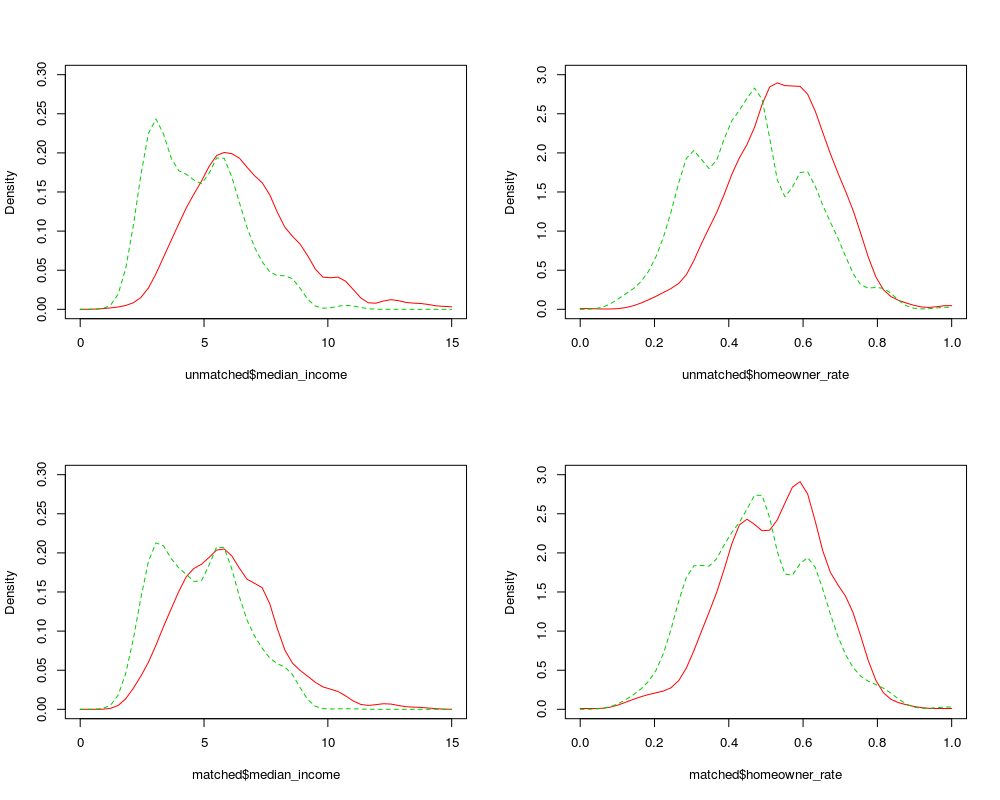 Density
0.00 0.05 0.10 0.15 0.20 0.25 0.30
0 5 10 15
unmatched$median_income
Density
0.0 0.5 1.0 1.5 2.0 2.5 3.0
0.0 0.2 0.4 0.6 0.8 1.0
unmatched$homeowner_rate
Density
0.00 0.05 0.10 0.15 0.20 0.25 0.30
0 5 10 15
matched$median_income
Density
0.0 0.5 1.0 1.5 2.0 2.5 3.0
0.0 0.2 0.4 0.6 0.8 1.0
matched$homeowner_rate